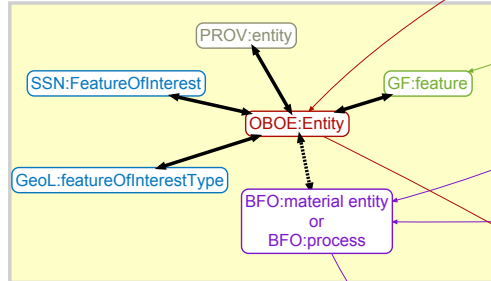 PROV:entity
SSN:FeatureOfInterest
GF:feature
OBOE:Entity
GeoL:featureOfInterestType
BFO:material entity
or
BFO:process